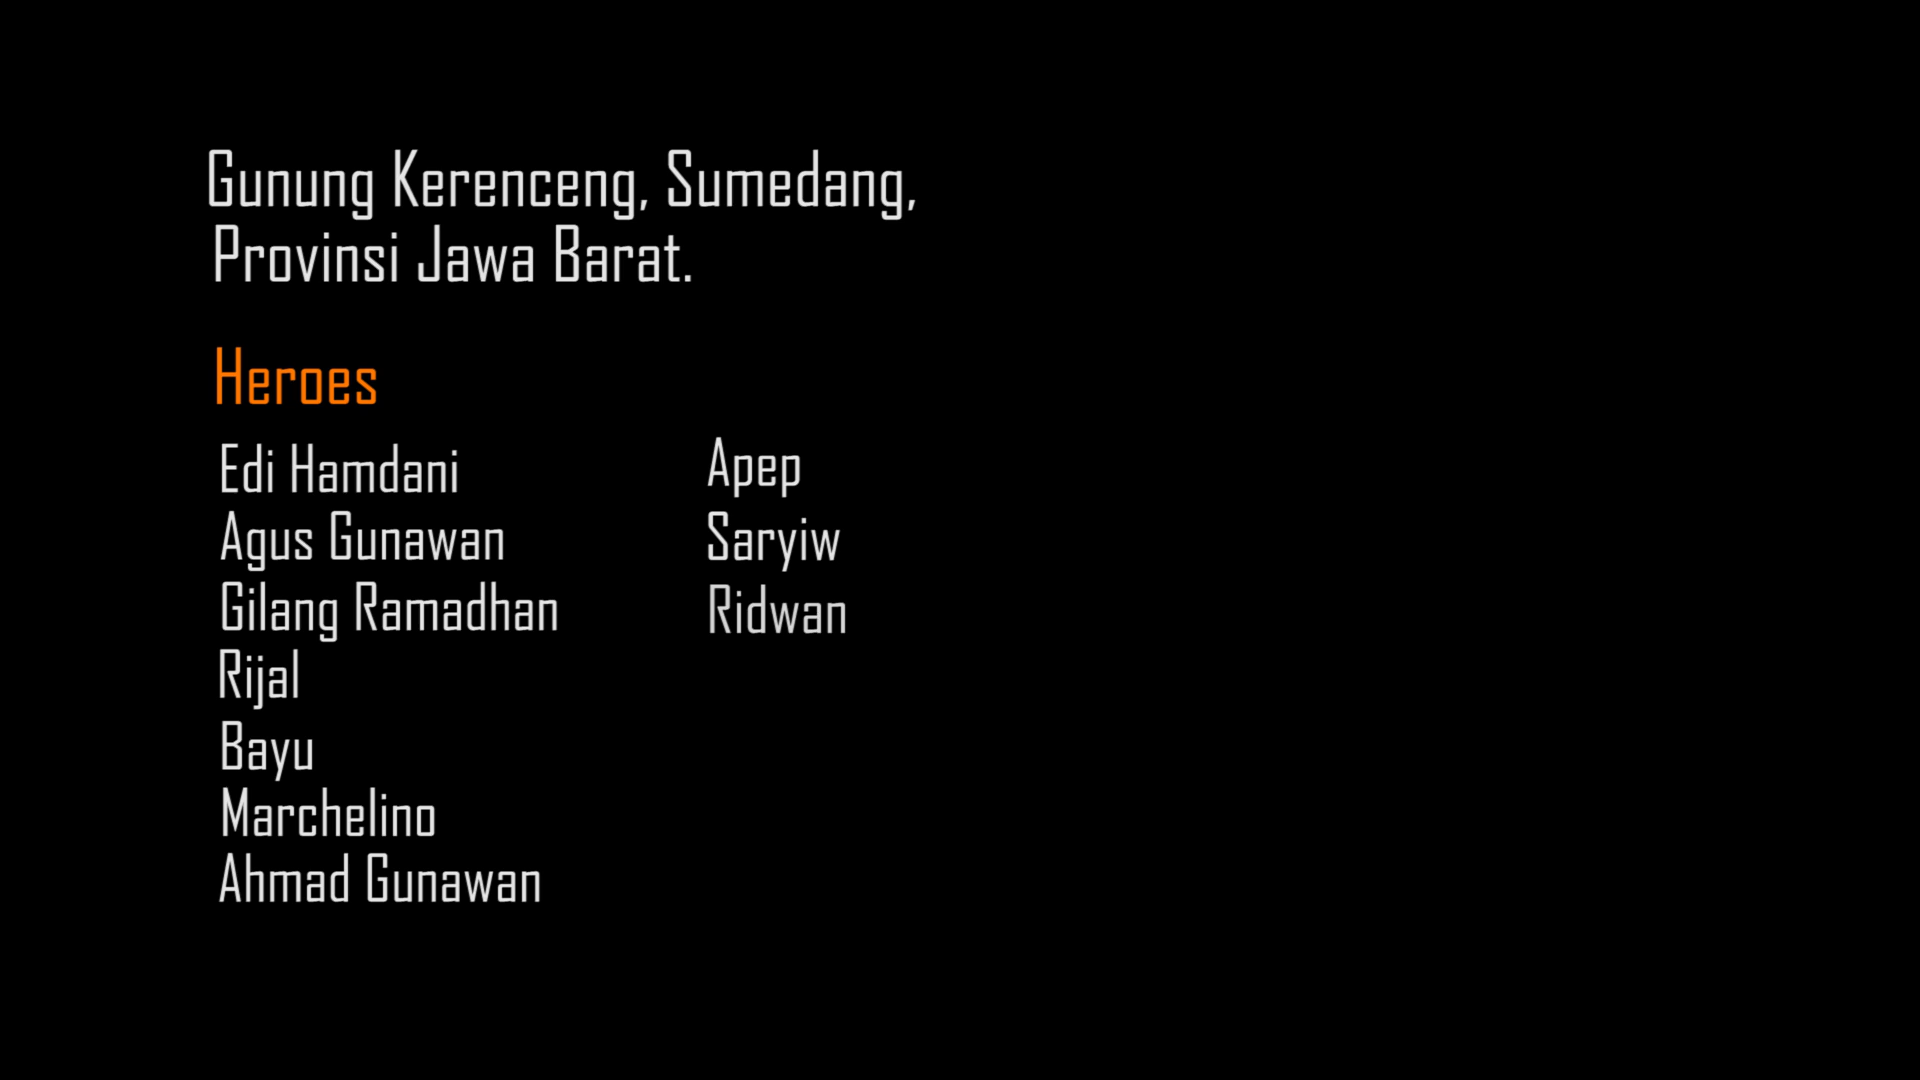 Gunung Kerenceng, Sumedang,
Provinsi Jawa Barat.
Heroes
Edi Hamdani
Agus Gunawan
Gilang Ramadhan
Rijal
Bayu
Marchelino
Ahmad Gunawan
Apep
Saryiw
Ridwan